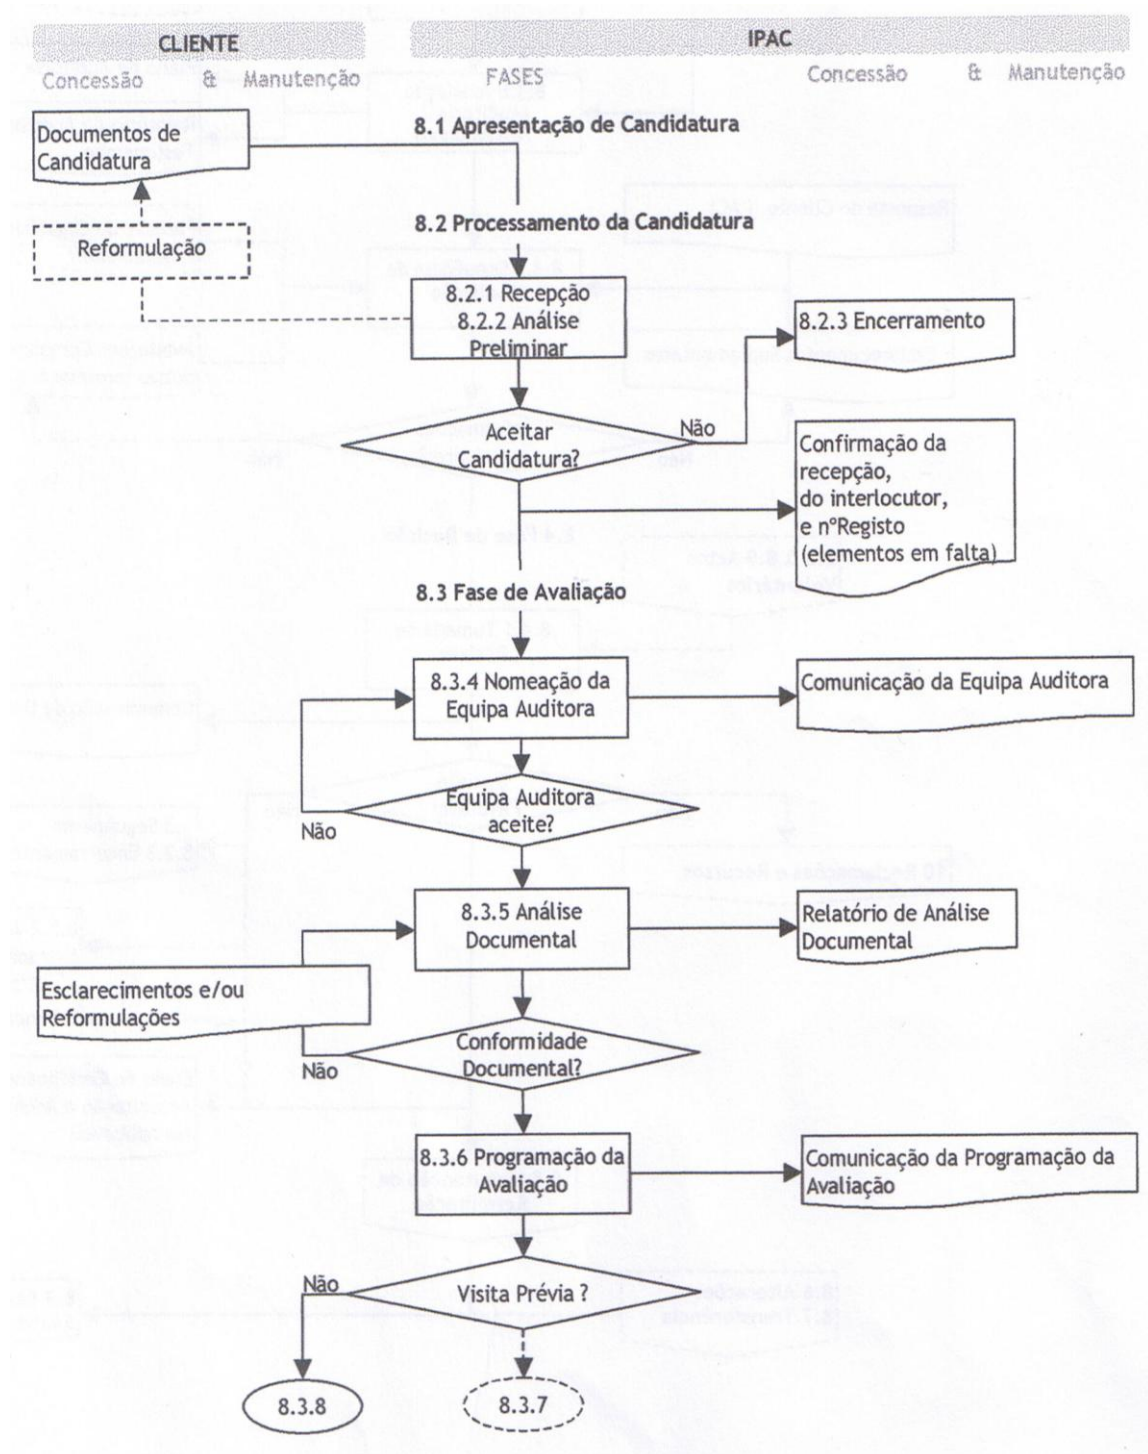 CLIENTE
IPAC
Concessão & Manutenção
FASES
Concessão & Manutenção
Documentos de
Candidatura
8.1 Apresentação de Candidatura
Reformulação
8.2 Processamento da Candidatura
8.2.1 Recepção
8.2.2 Análise
Preliminar
8.2.3 Encerramento
Aceitar
Candidatura?
Não
Confirmação da
recepção,
do interlocutor,
e nºRegisto
(elementos em falta)
8.3 Fase de Avaliação
8.3.4 Nomeação da
Equipa Auditora
Comunicação da Equipa Auditora
Equipa Auditora
aceite?
Não
8.3.5 Análise
Documental
Relatório de Análise
Documental
Esclarecimentos e/ou
Reformulações
Conformidade
Documental?
Não
8.3.6 Programação da
Avaliação
Comunicação da Programação da
Avaliação
Não
Visita Prévia ?
8.3.8
8.3.7